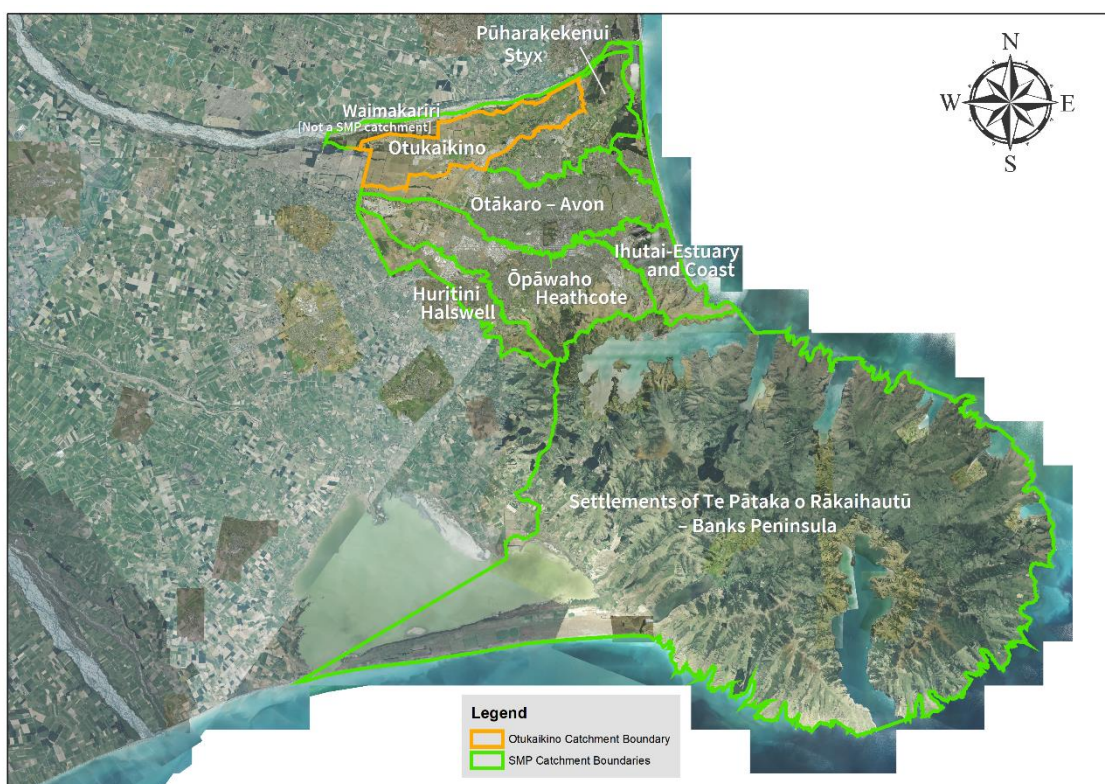 Pūharakekenui
Styx
N
W E
S
Waimakariri
[Not a SMP catchment]
Otukaikino
Ōtākaro – Avon
Ihutai-Estuary
and Coast
Ōpāwaho
Heathcote
Huritini
Halswell
Settlements of Te Pātaka o Rākaihautū
– Banks Peninsula
Legend
Otukaikino Catchment Boundary
SMP Catchment Boundaries